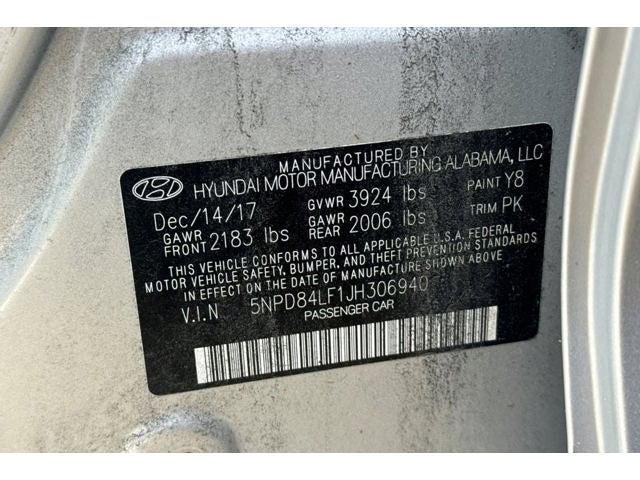 MANUFACTURED BY
HYUNDAI MOTOR MANUFACTURING ALABAMA, LLC
Dec/14/17 GVWR 3924 lbs PAINT Y8
GAWR FRONT 2183 lbs GAWR REAR 2006 lbs TRIM PK
THIS VEHICLE CONFORMS TO ALL APPLICABLE U.S.A. FEDERAL
MOTOR VEHICLE SAFETY, BUMPER, AND THEFT PREVENTION STANDARDS
IN EFFECT ON THE DATE OF MANUFACTURE SHOWN ABOVE.
V.I.N. 5NPD84LF1JH306940
PASSENGER CAR